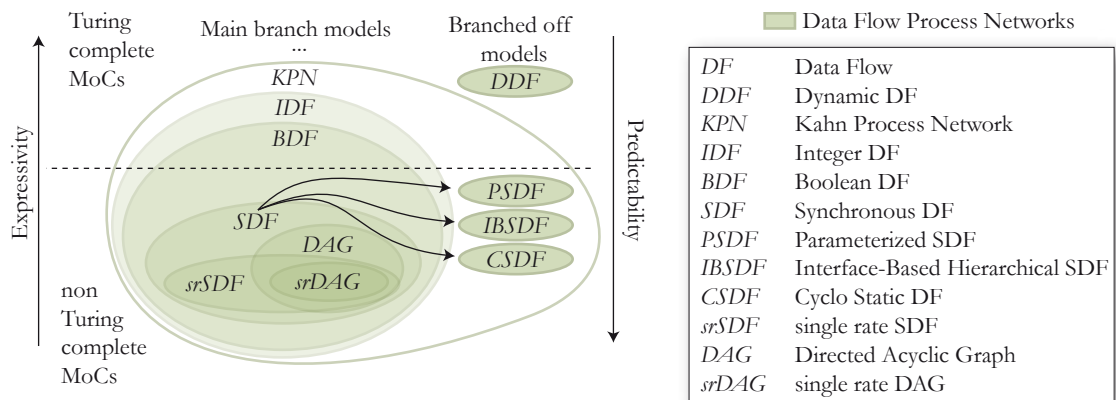 Turing
complete
MoCs
Main branch models
...
Branched off
models
Data Flow Process Networks
KPN
DDF
IDF
BDF
Expressivity
Predictability
SDF
PSDF
IBSDF
CSDF
DAG
srSDF
srDAG
non
Turing
complete
MoCs
DF Data Flow
DDF Dynamic DF
KPN Kahn Process Network
IDF Integer DF
BDF Boolean DF
SDF Synchronous DF
PSDF Parameterized SDF
IBSDF Interface-Based Hierarchical SDF
CSDF Cyclo Static DF
srSDF single rate SDF
DAG Directed Acyclic Graph
srDAG single rate DAG